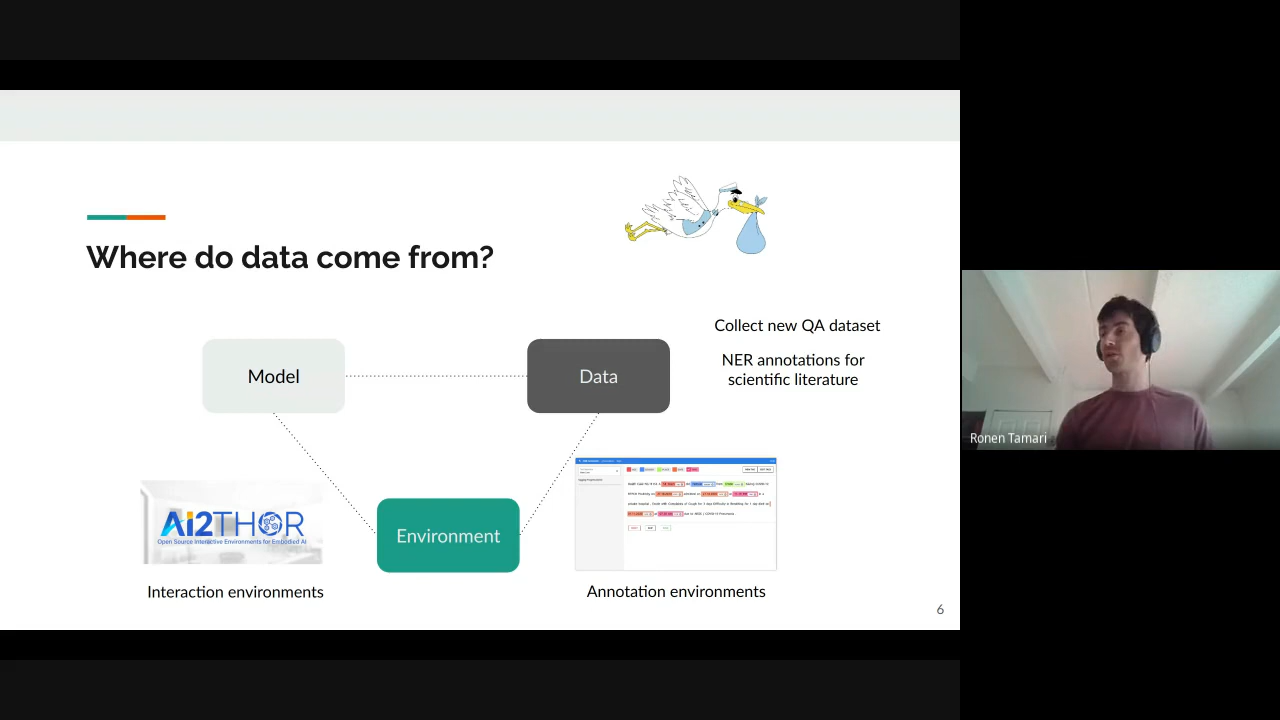 Where do data come from?
Collect new QA dataset
NER annotations for
scientific literature
Model
Data
Ai2THOR
Open Source Interactive Environments for Embodied AI
Environment
Interaction environments
Annotation environments
6
Ronen Tamari